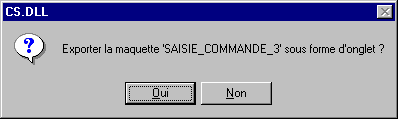 CS.DLL
Exporter la maquette 'SAISIE_COMMANDE_3' sous forme d'onglet ?
Oui
Non